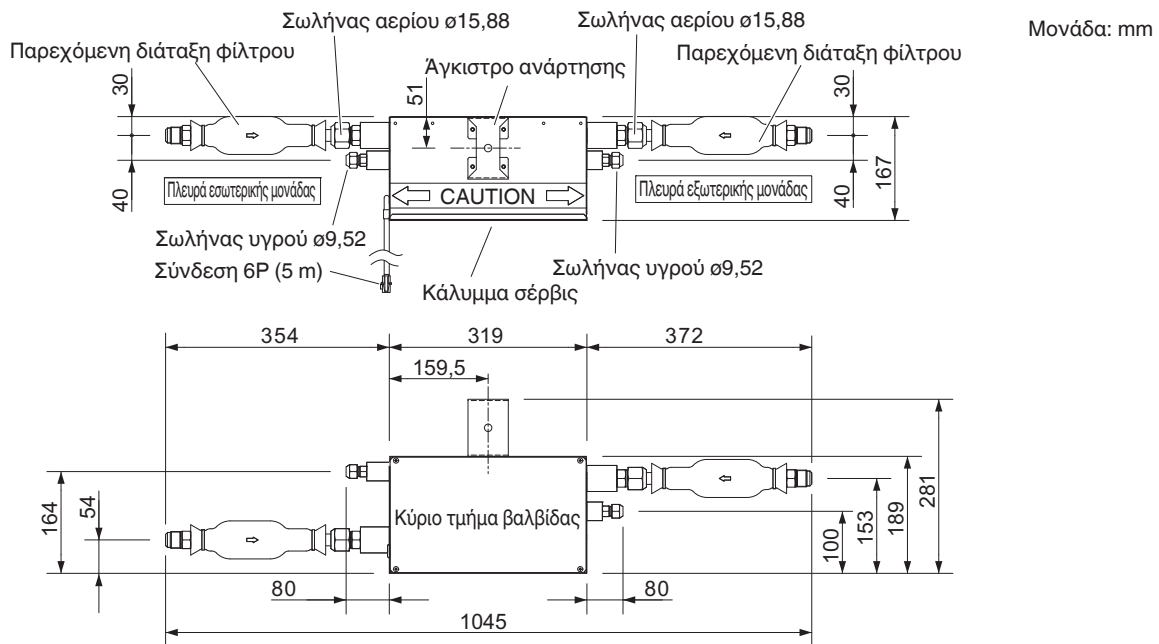 Σωλήνας αερίου ø15,88
Σωλήνας αερίου ø15,88
Μονάδα: mm
Παρεχόμενη διάταξη φίλτρου
Άγκιστρο ανάρτησης
Παρεχόμενη διάταξη φίλτρου
30
51
30
40
Πλευρά εσωτερικής μονάδας
CAUTION
Πλευρά εξωτερικής μονάδας
40
167
Σωλήνας υγρού ø9,52
Σύνδεση 6P (5 m)
Σωλήνας υγρού ø9,52
Κάλυμμα σέρβις
354
319
372
159,5
164
54
Κύριο τμήμα βαλβίδας
100
153
189
281
80
80
1045